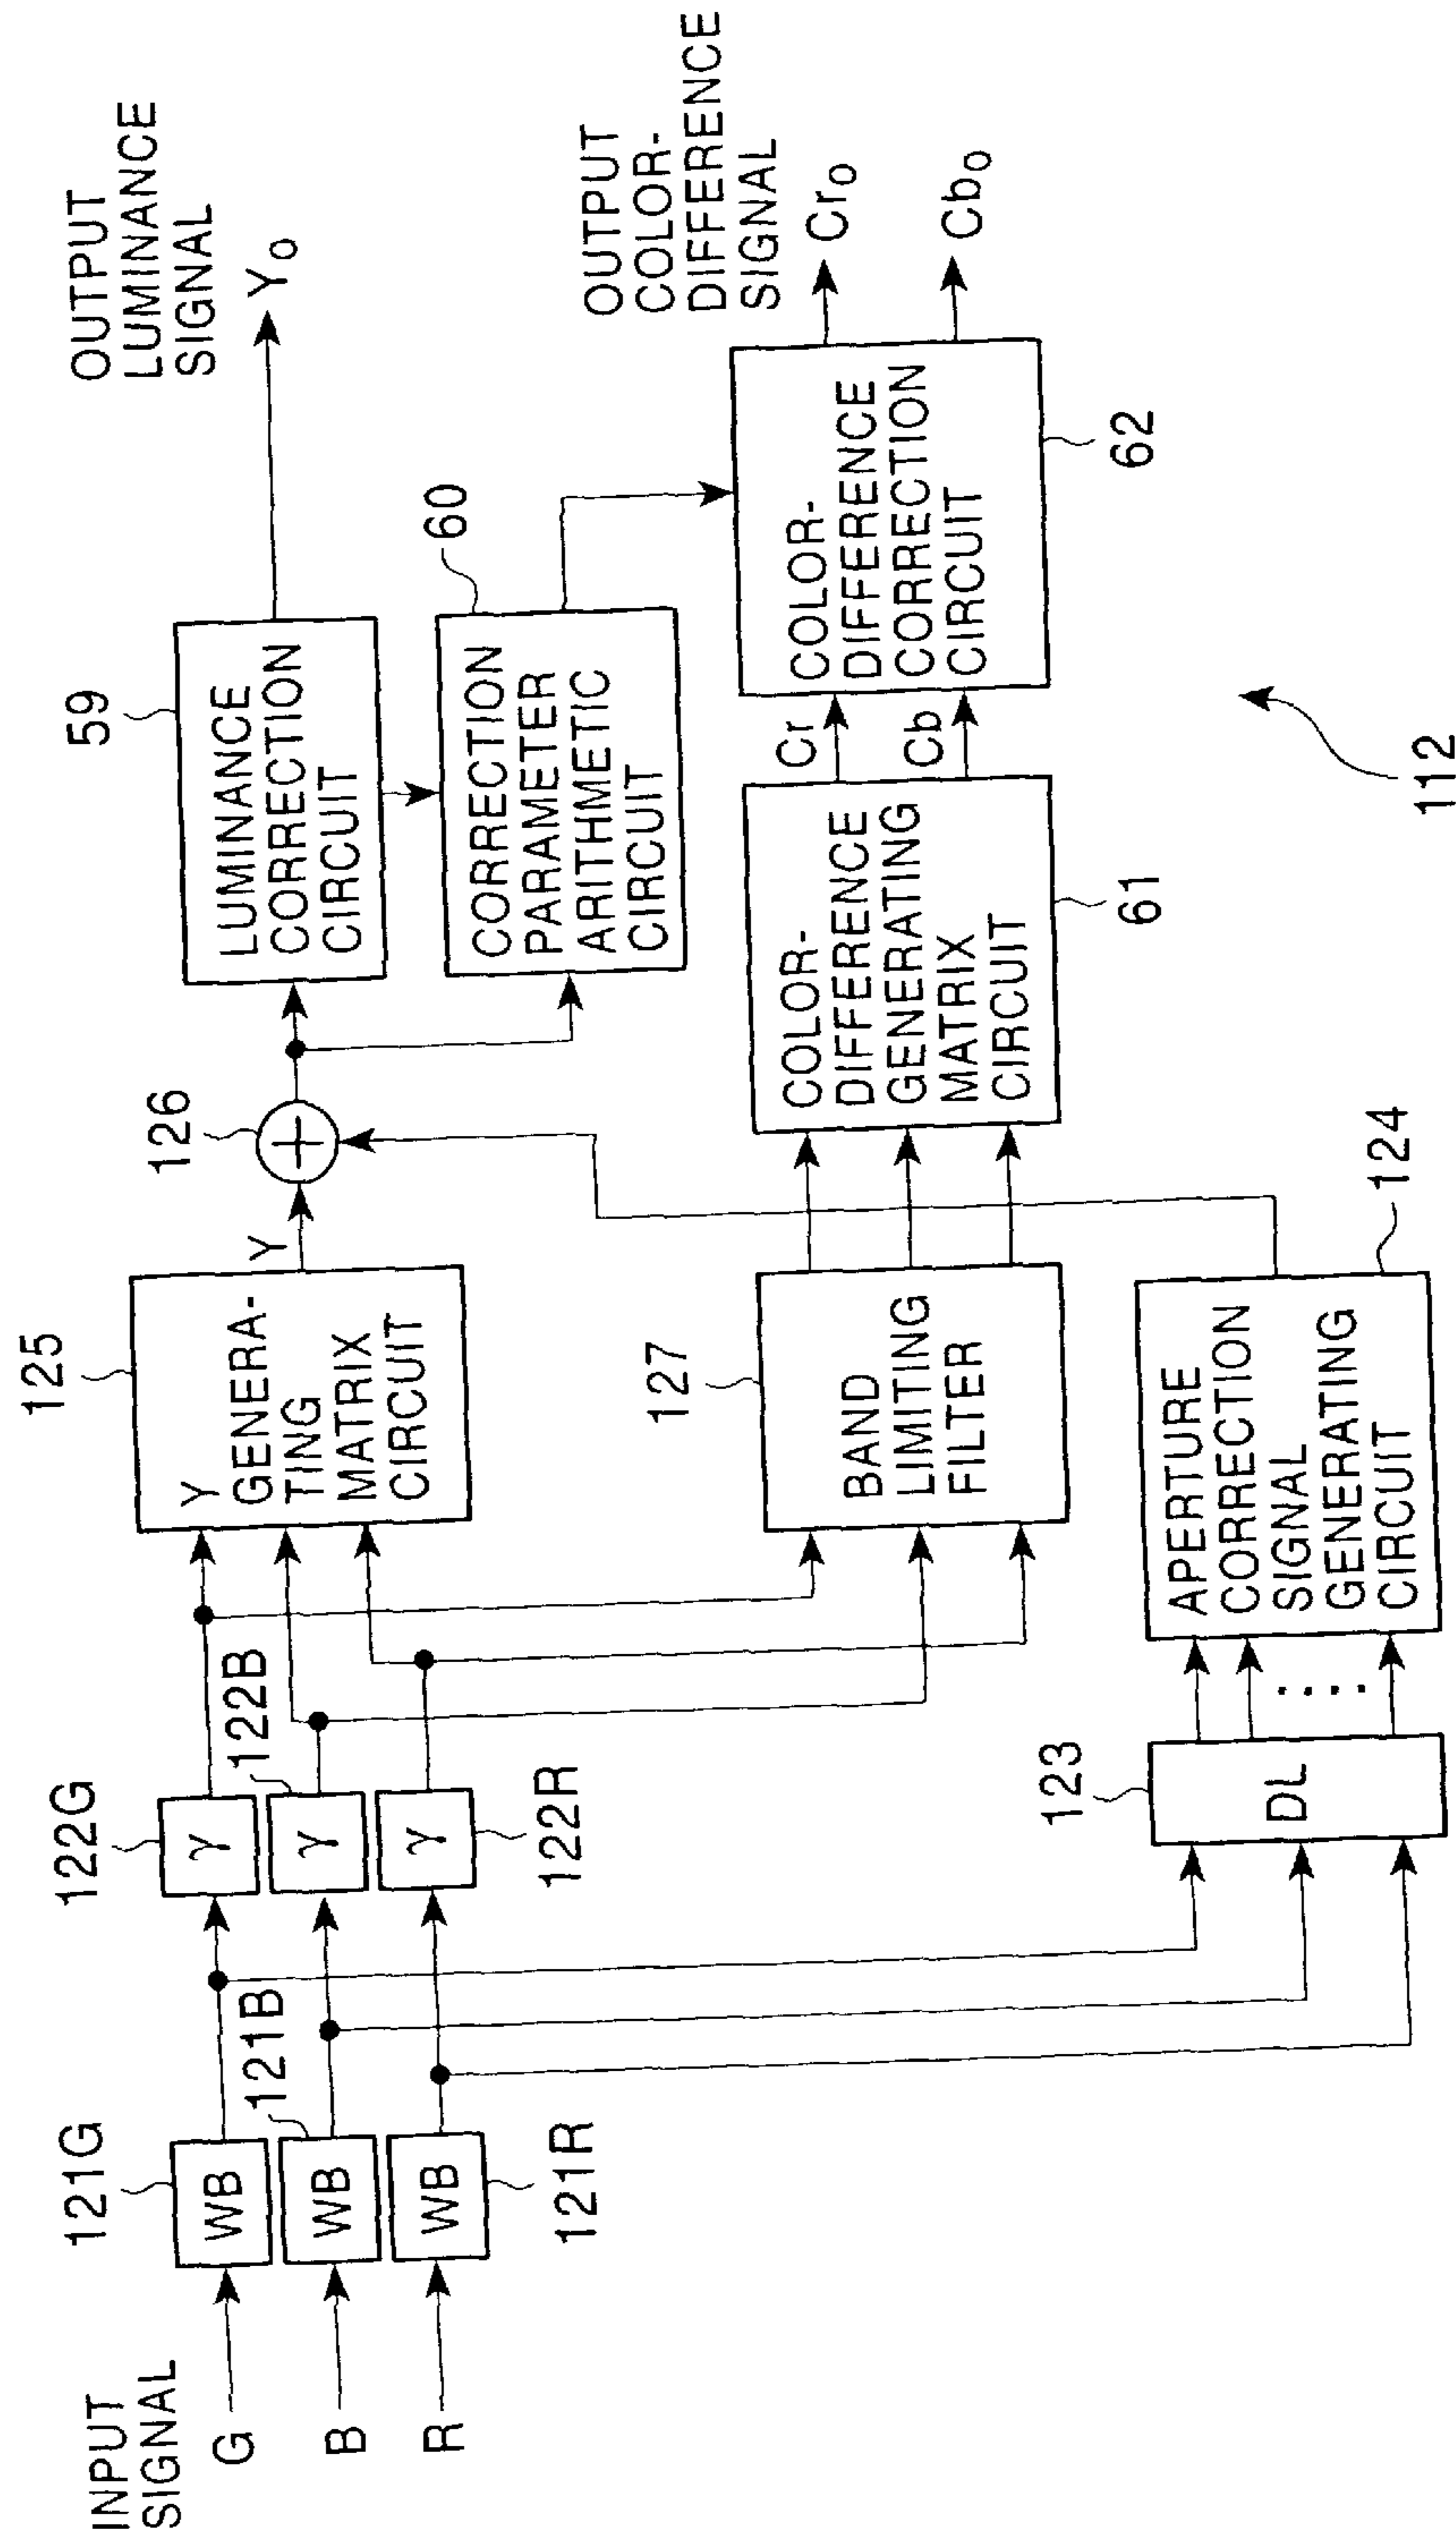 INPUT
SIGNAL
G
B
R
121G
WB
121B
WB
121R
WB
122G
γ
122B
γ
122R
γ
125
Y
GENERA-
TING
MATRIX
CIRCUIT
Y
126
+
59
LUMINANCE
CORRECTION
CIRCUIT
OUTPUT
LUMINANCE
SIGNAL
Yo
60
CORRECTION
PARAMETER
ARITHMETIC
CIRCUIT
127
BAND
LIMITING
FILTER
COLOR-
DIFFERENCE
GENERATING
MATRIX
CIRCUIT
61
Cr
Cb
COLOR-
DIFFERENCE
CORRECTION
CIRCUIT
62
OUTPUT
COLOR-
DIFFERENCE
SIGNAL
Cro
Cbo
123
DL
APERTURE
CORRECTION
SIGNAL
GENERATING
CIRCUIT
124
112